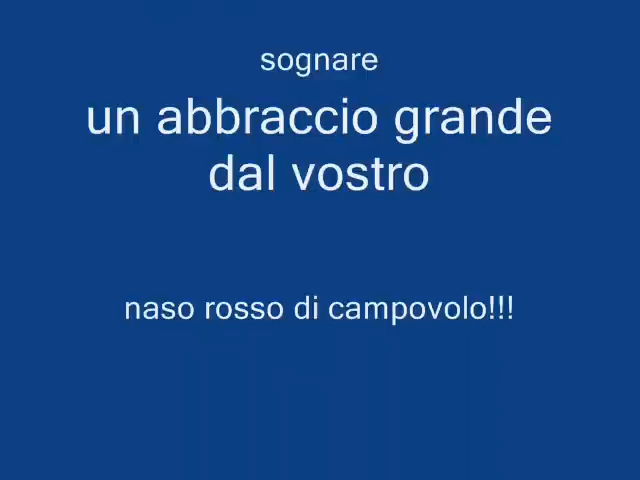 sognare
un abbraccio grande
dal vostro
naso rosso di campovolo!!!